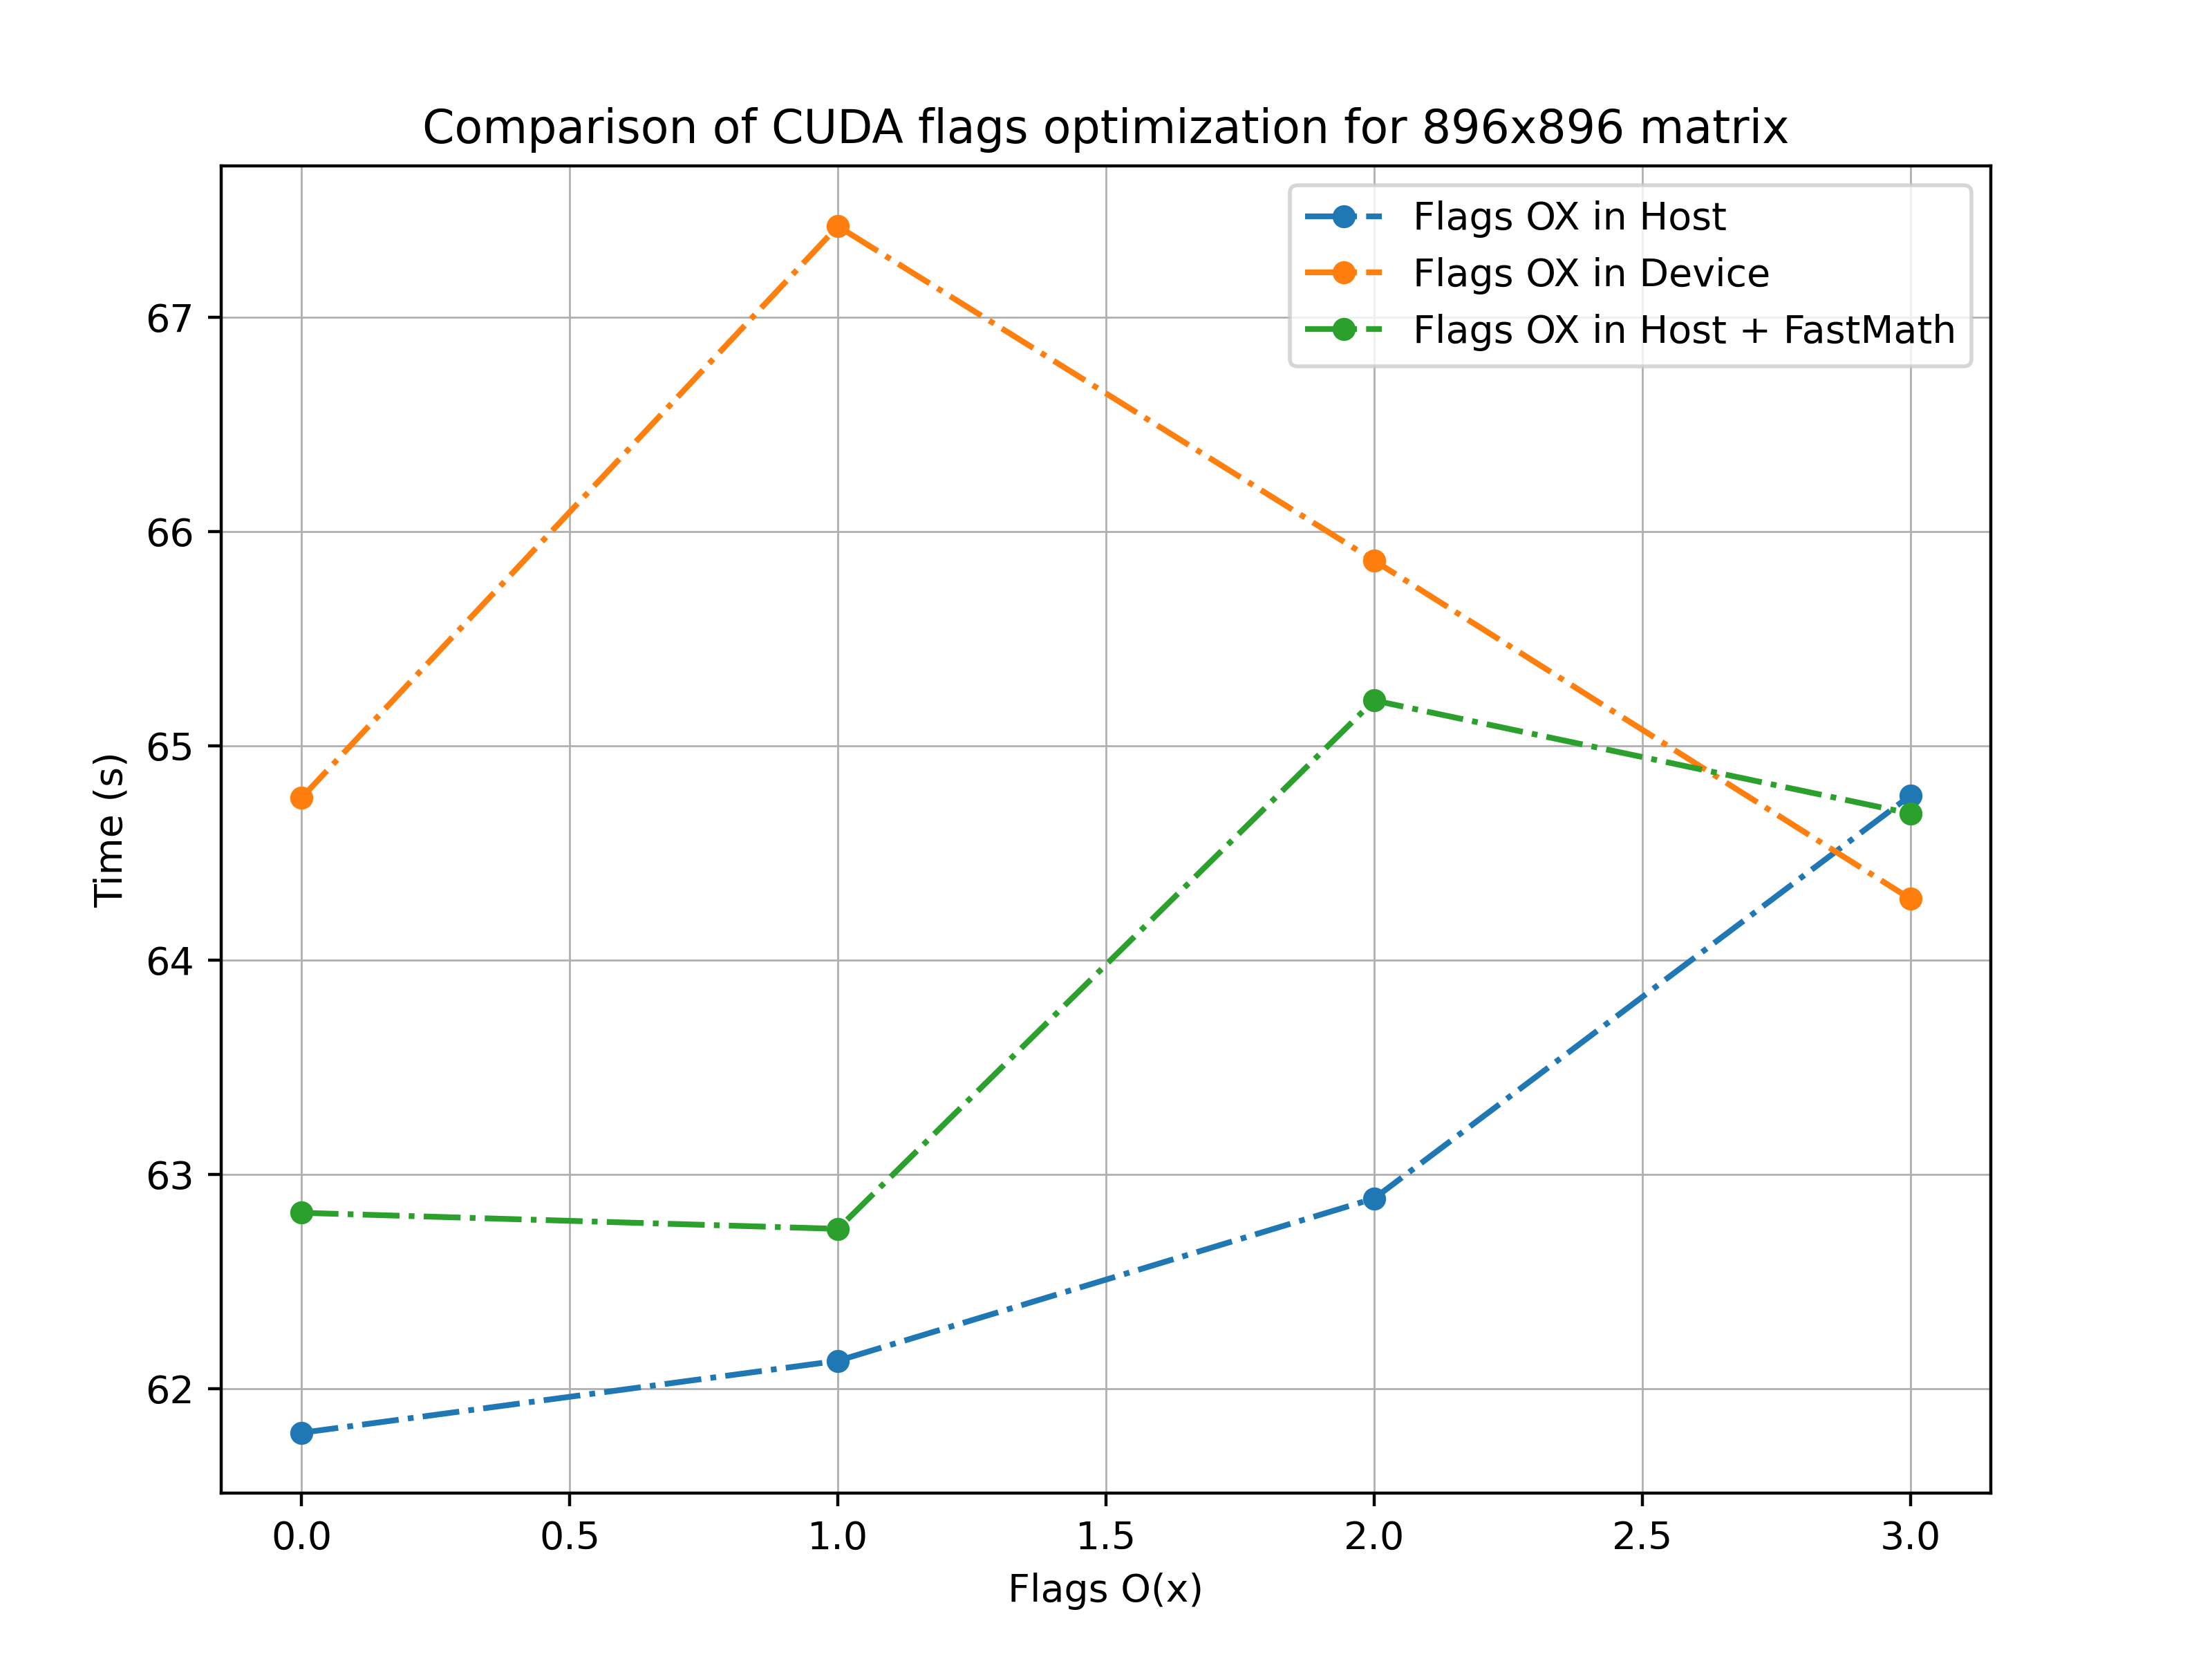 Comparison of CUDA flags optimization for 896x896 matrix
Flags OX in Host
Flags OX in Device
Flags OX in Host + FastMath
67
66
65
64
63
62
Time (s)
0.0 0.5 1.0 1.5 2.0 2.5 3.0
Flags O(x)